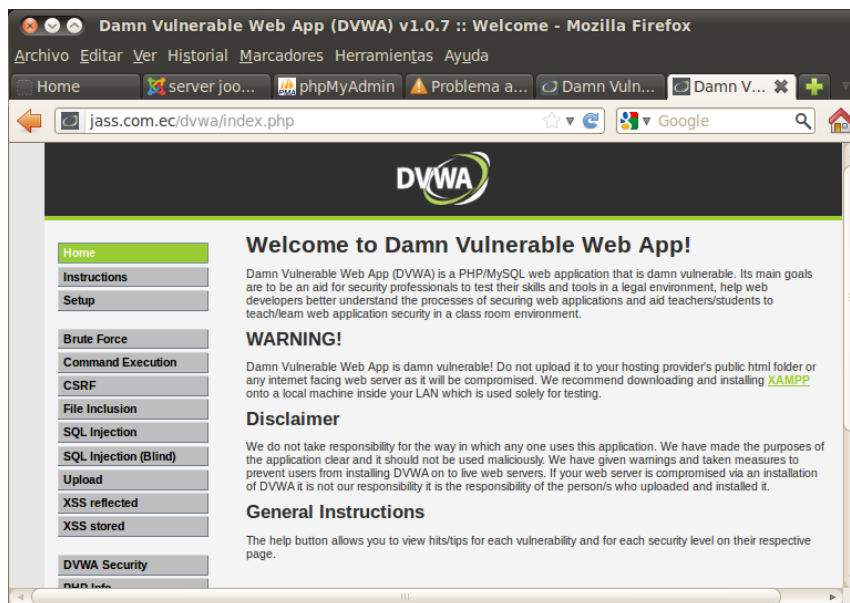 Damn Vulnerable Web App (DVWA) v1.0.7 :: Welcome - Mozilla Firefox
Archivo Editar Ver Historial Marcadores Herramientas Ayuda
Home server joo... phpMyAdmin Problema a... Damn Vuln... Damn V...
jass.com.ec/dvwa/index.php Google
DVWA
Home
Instructions
Setup
Brute Force
Command Execution
CSRF
File Inclusion
SQL Injection
SQL Injection (Blind)
Upload
XSS reflected
XSS stored
DVWA Security
PHP Info
Welcome to Damn Vulnerable Web App!
Damn Vulnerable Web App (DVWA) is a PHP/MySQL web application that is damn vulnerable. Its main goals
are to be an aid for security professionals to test their skills and tools in a legal environment, help web
developers better understand the processes of securing web applications and aid teachers/students to
teach/learn web application security in a class room environment.
WARNING!
Damn Vulnerable Web App is damn vulnerable! Do not upload it to your hosting provider's public html folder or
any internet facing web server as it will be compromised. We recommend downloading and installing XAMPP
onto a local machine inside your LAN which is used solely for testing.
Disclaimer
We do not take responsibility for the way in which any one uses this application. We have made the purposes of
the application clear and it should not be used maliciously. We have given warnings and taken measures to
prevent users from installing DVWA on to live web servers. If your web server is compromised via an installation
of DVWA it is not our responsibility it is the responsibility of the person/s who uploaded and installed it.
General Instructions
The help button allows you to view hits/tips for each vulnerability and for each security level on their respective
page.